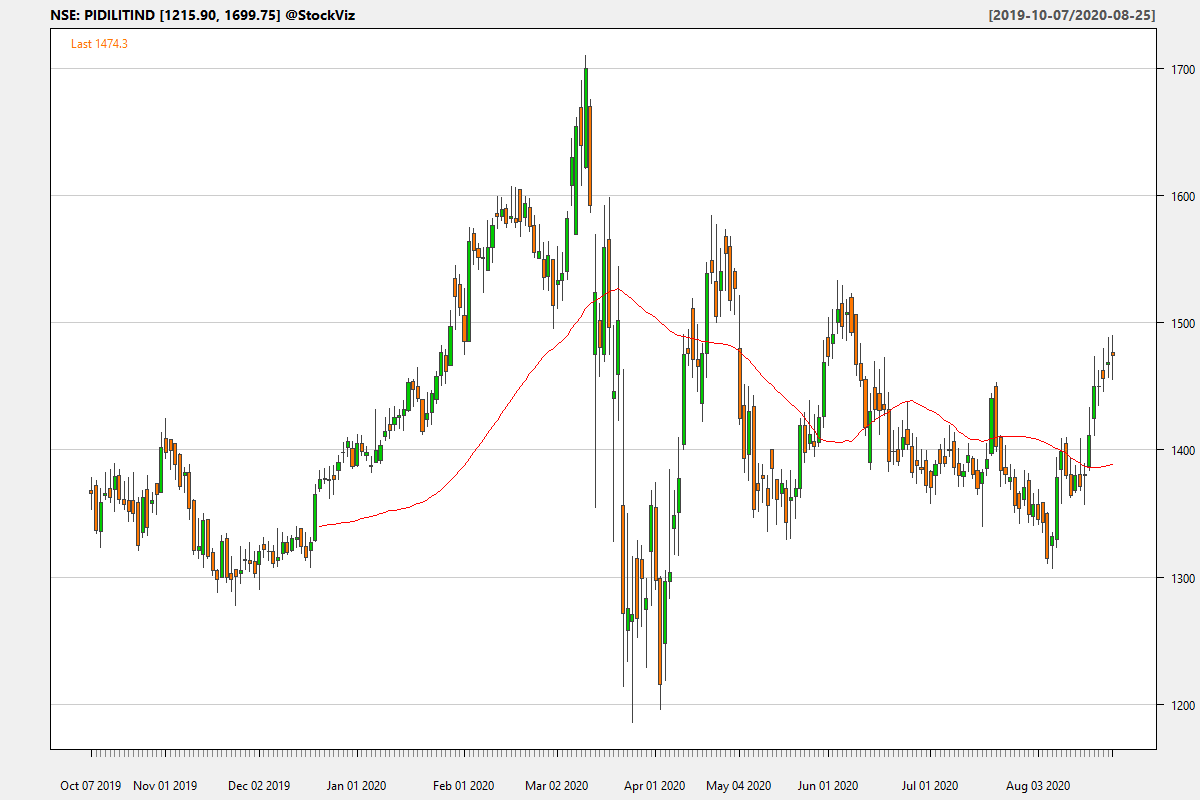 NSE: PIDILITIND [1215.90, 1699.75] @StockViz [2019-10-07/2020-08-25]
Last 1474.3
1700
1600
1500
1400
1300
1200
Oct 07 2019 Nov 01 2019 Dec 02 2019 Jan 01 2020 Feb 01 2020 Mar 02 2020 Apr 01 2020 May 04 2020 Jun 01 2020 Jul 01 2020 Aug 03 2020